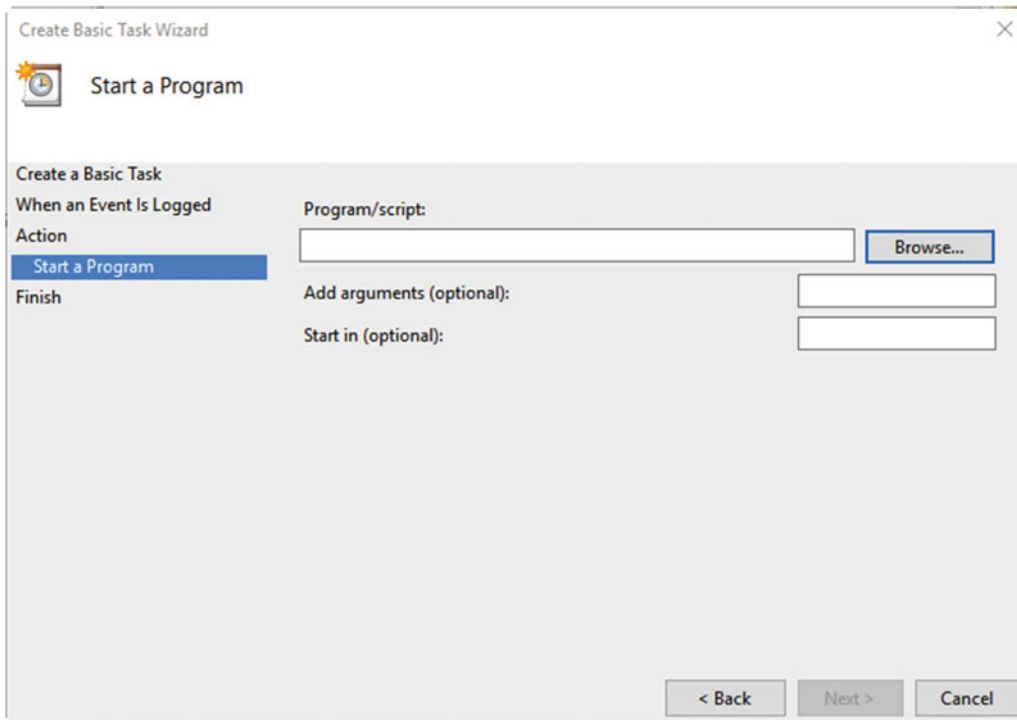 Create Basic Task Wizard
Start a Program
Create a Basic Task
When an Event Is Logged
Action
Start a Program
Finish
Program/script:
Browse...
Add arguments (optional):
Start in (optional):
< Back
Next >
Cancel